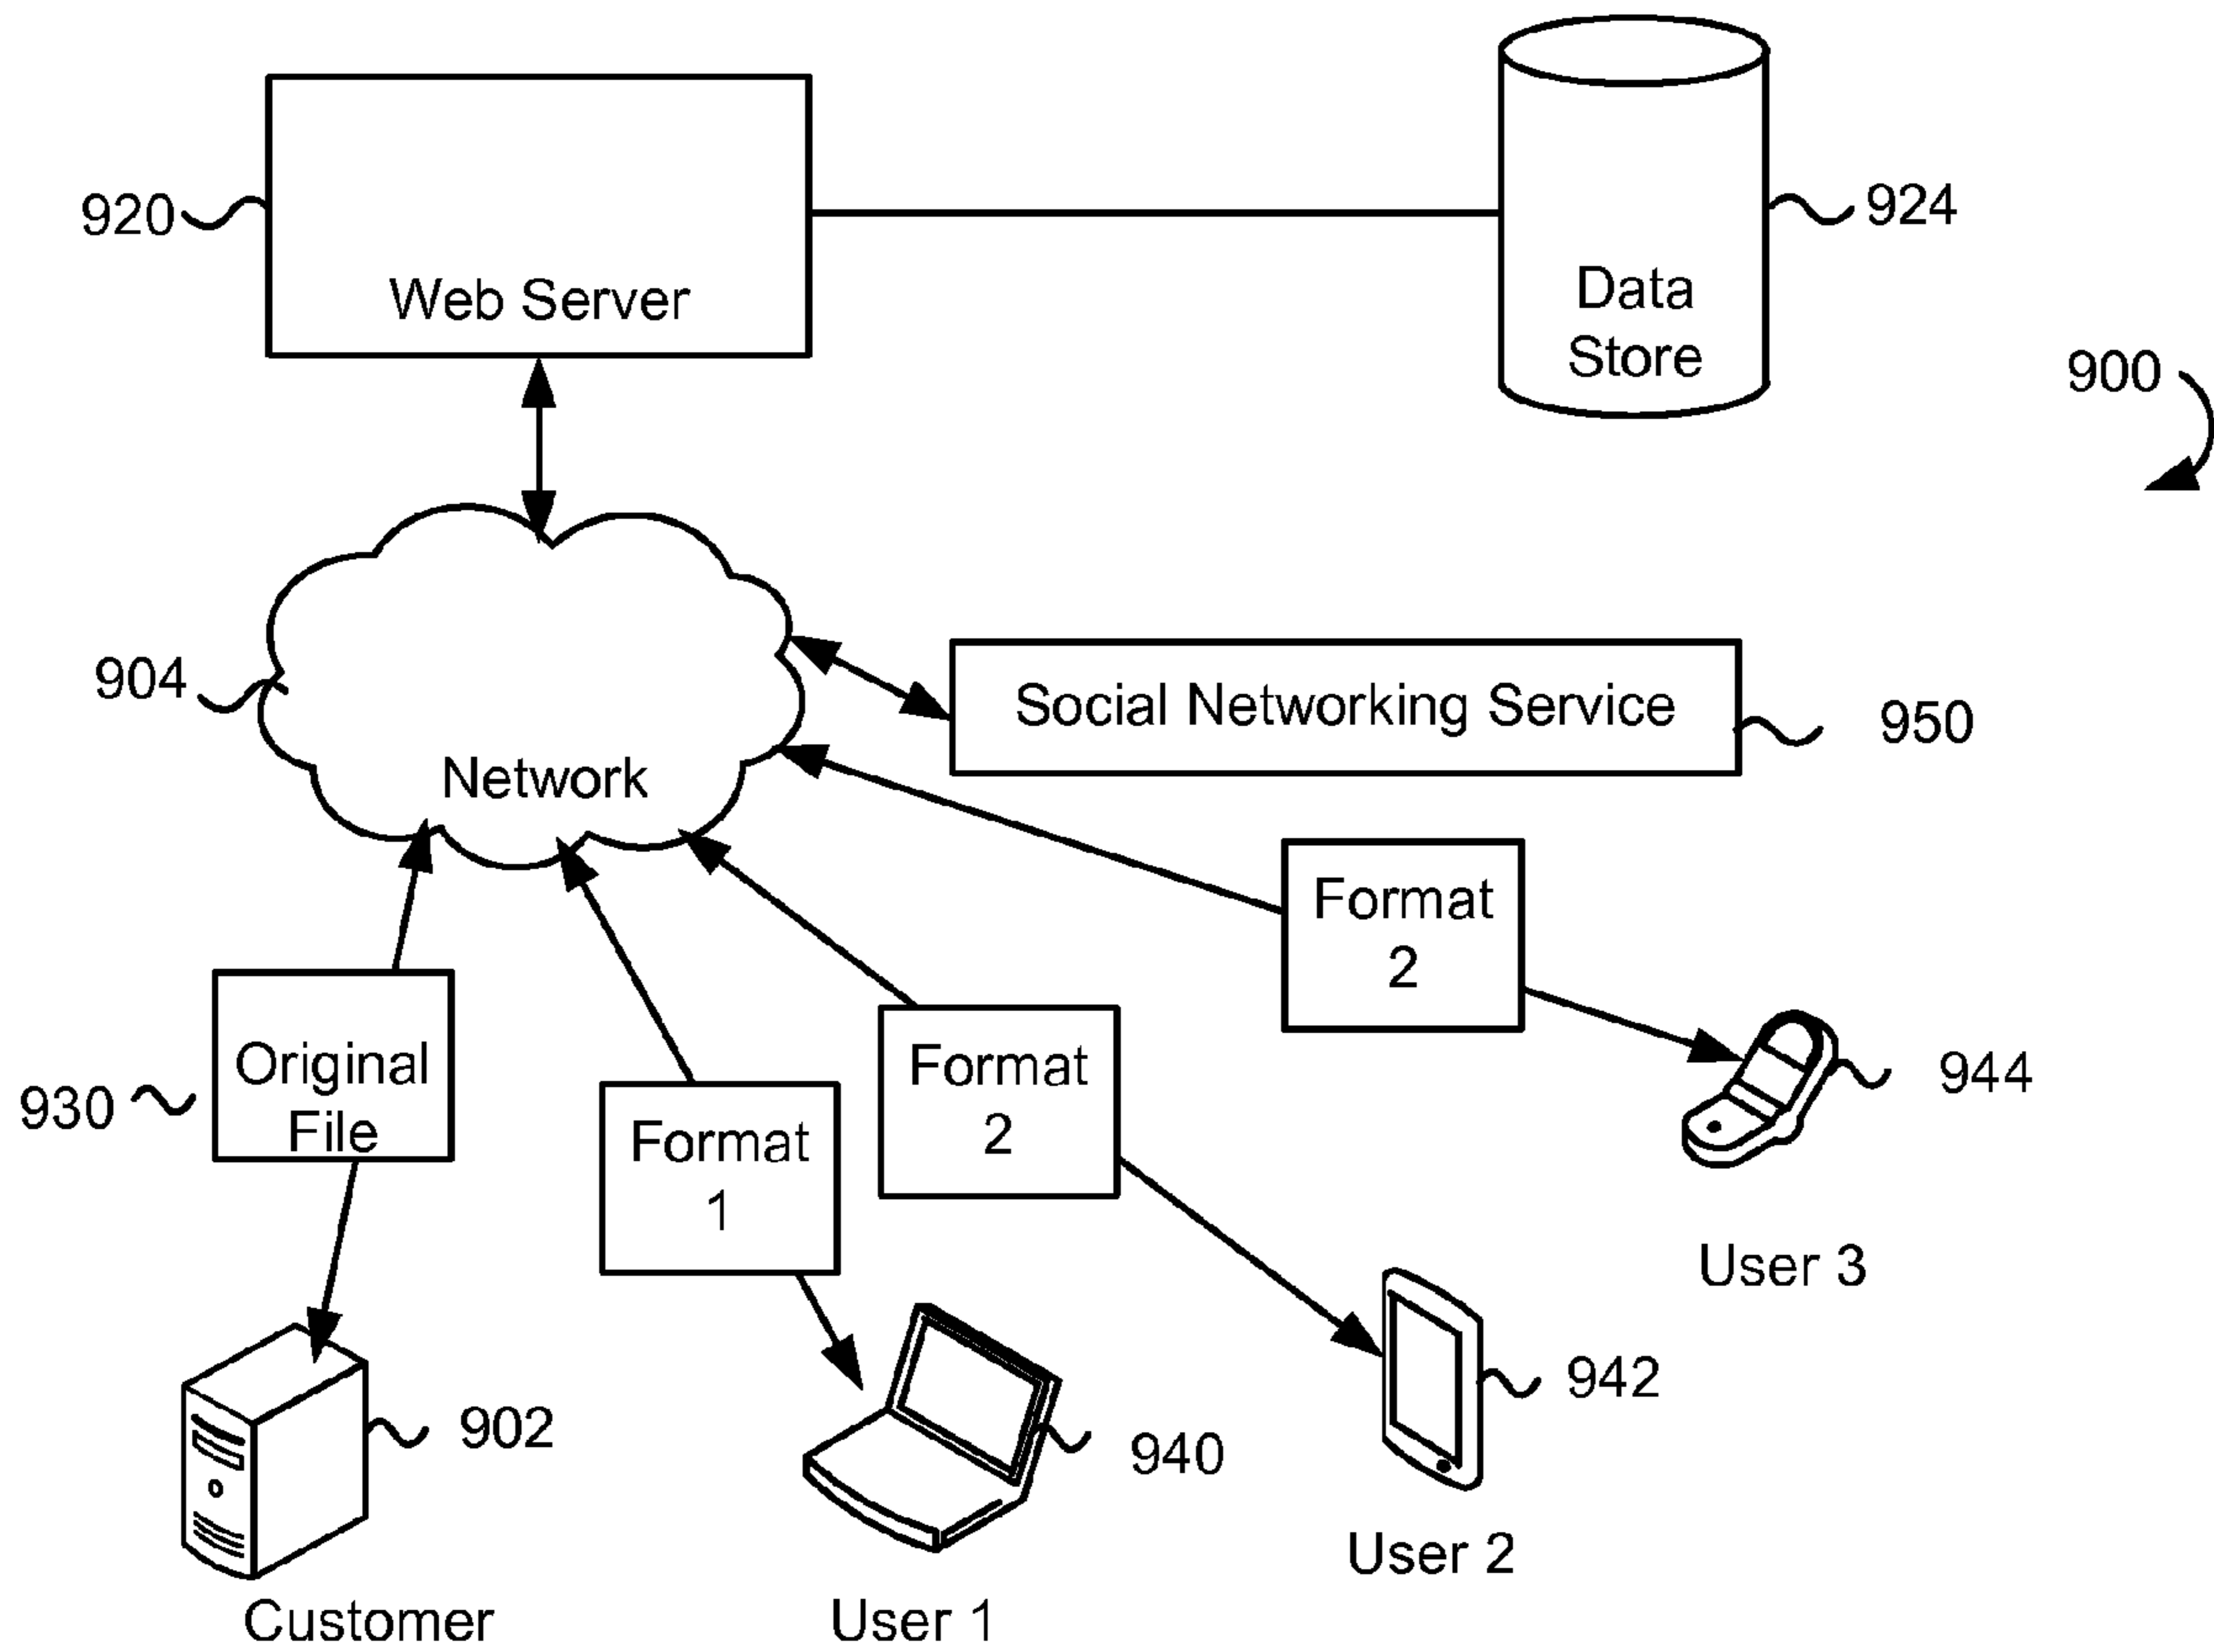 920
Web Server
924
Data
Store
900
904
Network
Social Networking Service
950
Format
2
944
User 3
930
Original
File
Format
1
Format
2
942
User 2
902
Customer
940
User 1